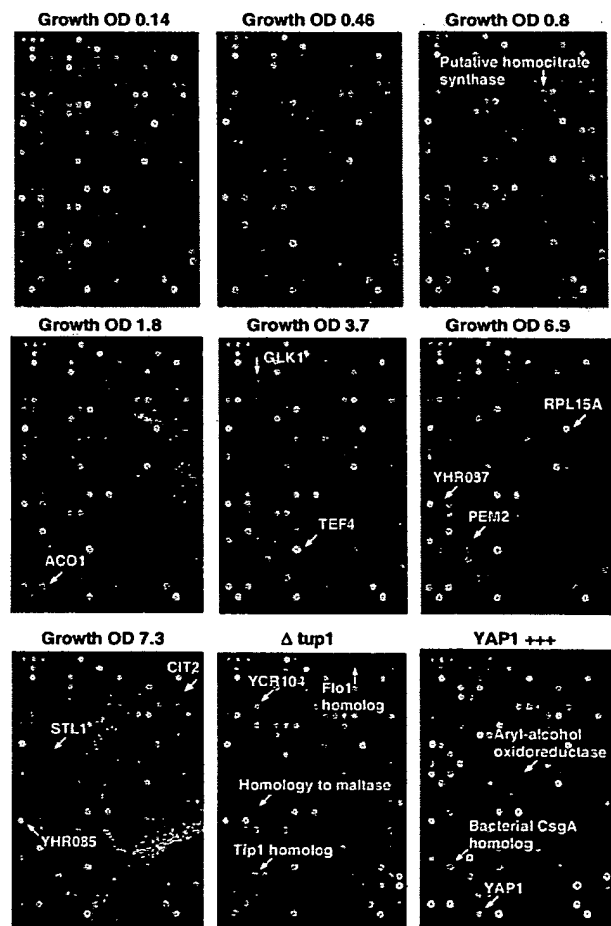 Growth OD 0.14
Growth OD 0.46
Growth OD 0.8
Putative homocitrate
synthase
Growth OD 1.8
Growth OD 3.7
Growth OD 6.9
ACO1
GLK1
TEF4
RPL15A
YHR037
PEM2
Growth OD 7.3
Δ tup1
YAP1 +++
CIT2
STL1
YHR085
YCR104
Flo1
homolog
Homology to maltase
Tip1 homolog
Aryl-alcohol
oxidoreductase
Bacterial CsgA
homolog
YAP1